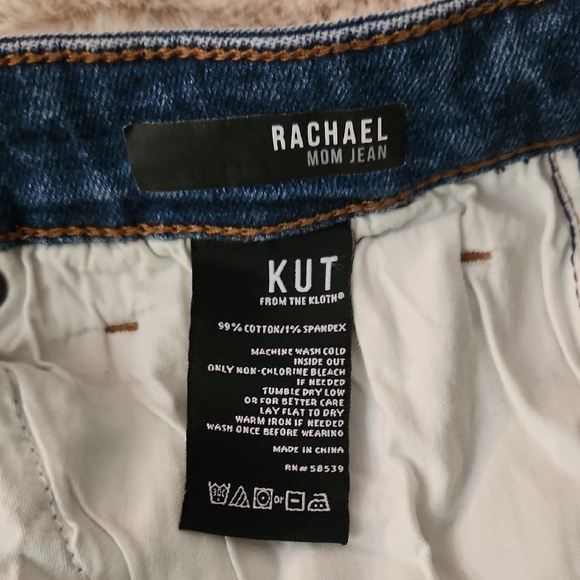 RACHAEL
MOM JEAN
KUT
FROM THE KLOTH®
99% COTTON/1% SPANDEX
MACHINE WASH COLD
INSIDE OUT
ONLY NON-CHLORINE BLEACH
IF NEEDED
TUMBLE DRY LOW
OR FOR BETTER CARE
LAY FLAT TO DRY
WARM IRON IF NEEDED
WASH ONCE BEFORE WEARING
MADE IN CHINA
RN# 58539
30C or